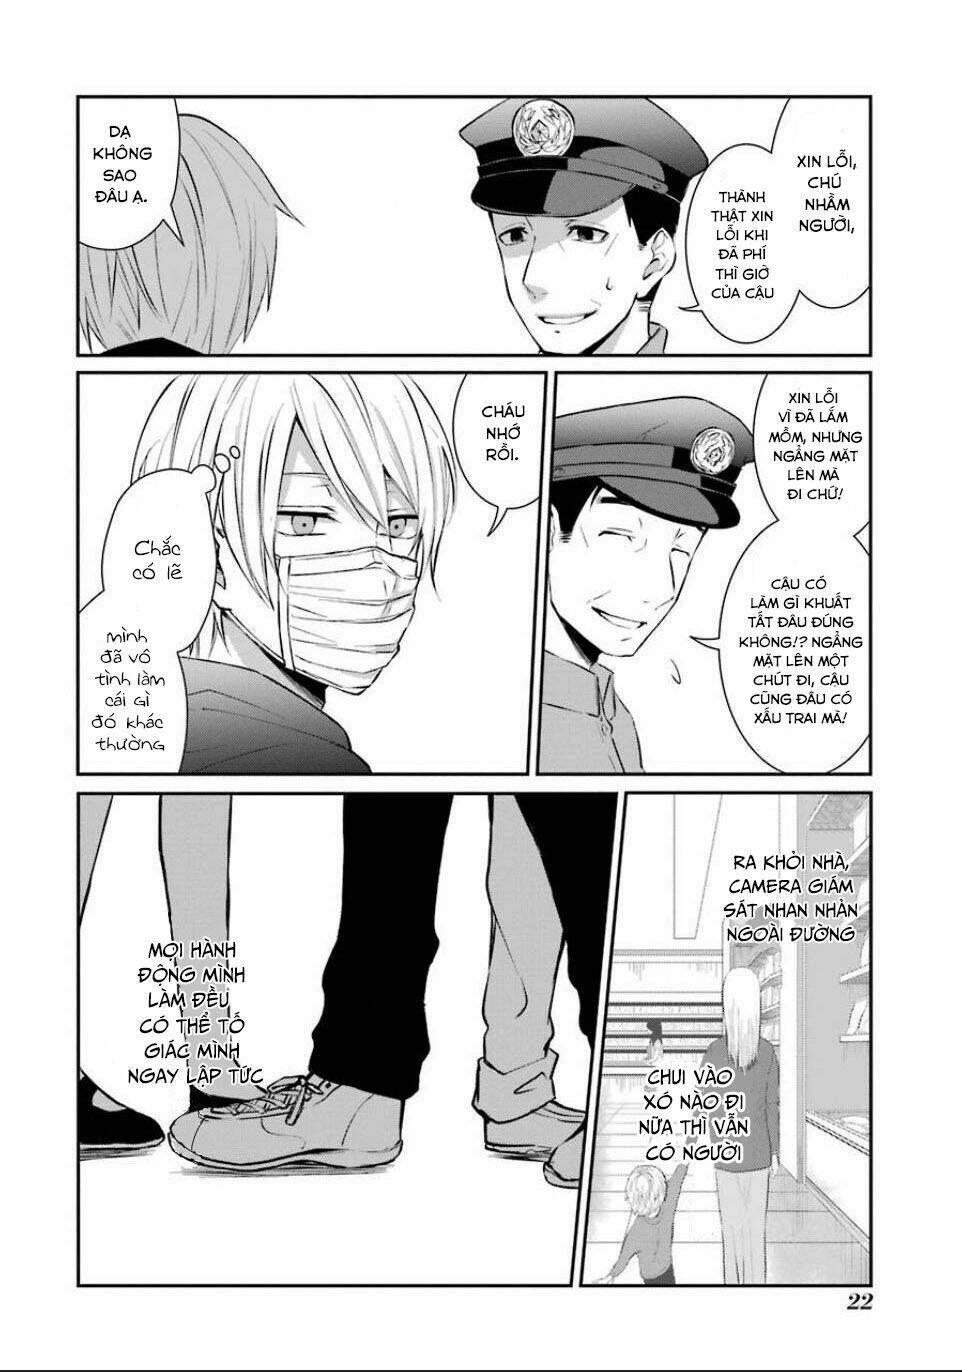 XIN LỖI,
CHÚ
NHẦM
NGƯỜI,
THÀNH
THẬT XIN
LỖI KHI
ĐÃ PHÍ
THÌ GIỜ
CỦA CẬU
DẠ
KHÔNG
SAO
ĐÂU Ạ.
XIN LỖI
VÌ ĐÃ LẮM
MỒM, NHƯNG
NGẨNG MẶT
LÊN MÀ
ĐI CHỨ!
CẬU CÓ
LÀM GÌ KHUẤT
TẤT ĐÂU ĐÚNG
KHÔNG!? NGẨNG
MẶT LÊN MỘT
CHÚT ĐI, CẬU
CŨNG ĐÂU CÓ
XẤU TRAI MÀ!
CHÁU
NHỚ
RỒI.
Chắc
có lẽ
mình
đã vô
tình làm
cái gì
đó khác
thường
RA KHỎI NHÀ,
CAMERA GIÁM
SÁT NHAN NHẢN
NGOÀI ĐƯỜNG
CHUI VÀO
XÓ NÀO ĐI
NỮA THÌ VẪN
CÓ NGƯỜI
MỌI HÀNH
ĐỘNG MÌNH
LÀM ĐỀU
CÓ THỂ TỐ
GIÁC MÌNH
NGAY LẬP TỨC
22